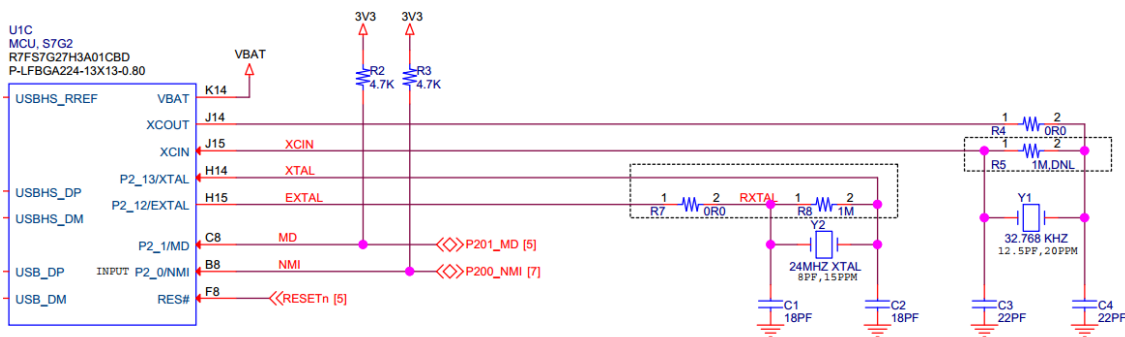 U1C
MCU, S7G2
R7FS7G27H3A01CBD
P-LFBGA224-13X13-0.80
VBAT
3V3
3V3
R2
4.7K
R3
4.7K
USBHS_RREF
VBAT
K14
XCOUT
J14
1
2
R4
0R0
XCIN
J15
XCIN
1
2
R5
1M,DNL
P2_13/XTAL
H14
XTAL
USBHS_DP
P2_12/EXTAL
H15
EXTAL
1
2
R7
0R0
RXTAL
1
2
R8
1M
USBHS_DM
Y1
32.768 KHZ
12.5PF,20PPM
Y2
24MHZ XTAL
8PF,15PPM
P2_1/MD
C8
MD
P201_MD [5]
USB_DP
INPUT P2_0/NMI
B8
NMI
P200_NMI [7]
USB_DM
RES#
F8
RESETn [5]
C1
18PF
C2
18PF
C3
22PF
C4
22PF